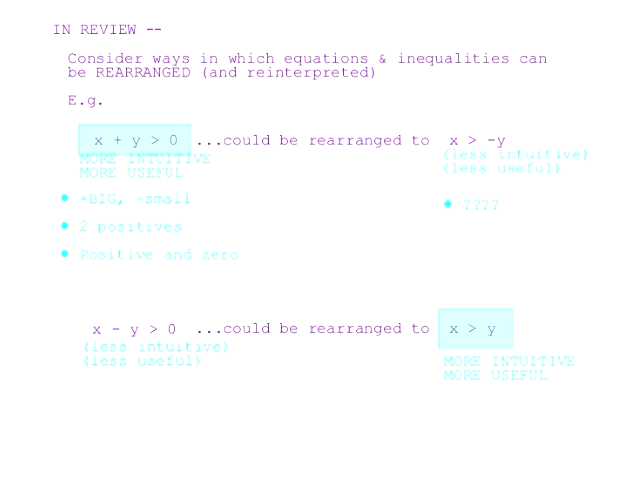 IN REVIEW --
Consider ways in which equations & inequalities can
be REARRANGED (and reinterpreted)
E.g.
x + y > 0 ...could be rearranged to x > -y
MORE INTUITIVE (less intuitive)
MORE USEFUL (less useful)
• +BIG, -small • ????
• 2 positives
• Positive and zero
x - y > 0 ...could be rearranged to x > y
(less intuitive) MORE INTUITIVE
(less useful) MORE USEFUL